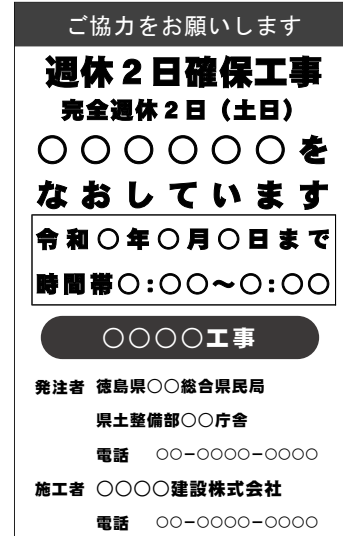 ご協力をお願いします
週休２日確保工事
完全週休２日（土日）
○○○○○○を
なおしています
令和○年○月○日まで
時間帯○:○○～○:○○
○○○○工事
発注者 徳島県○○総合県民局
県土整備部○○庁舎
電話 ○○－○○○○－○○○○
施工者 ○○○○建設株式会社
電話 ○○－○○○○－○○○○